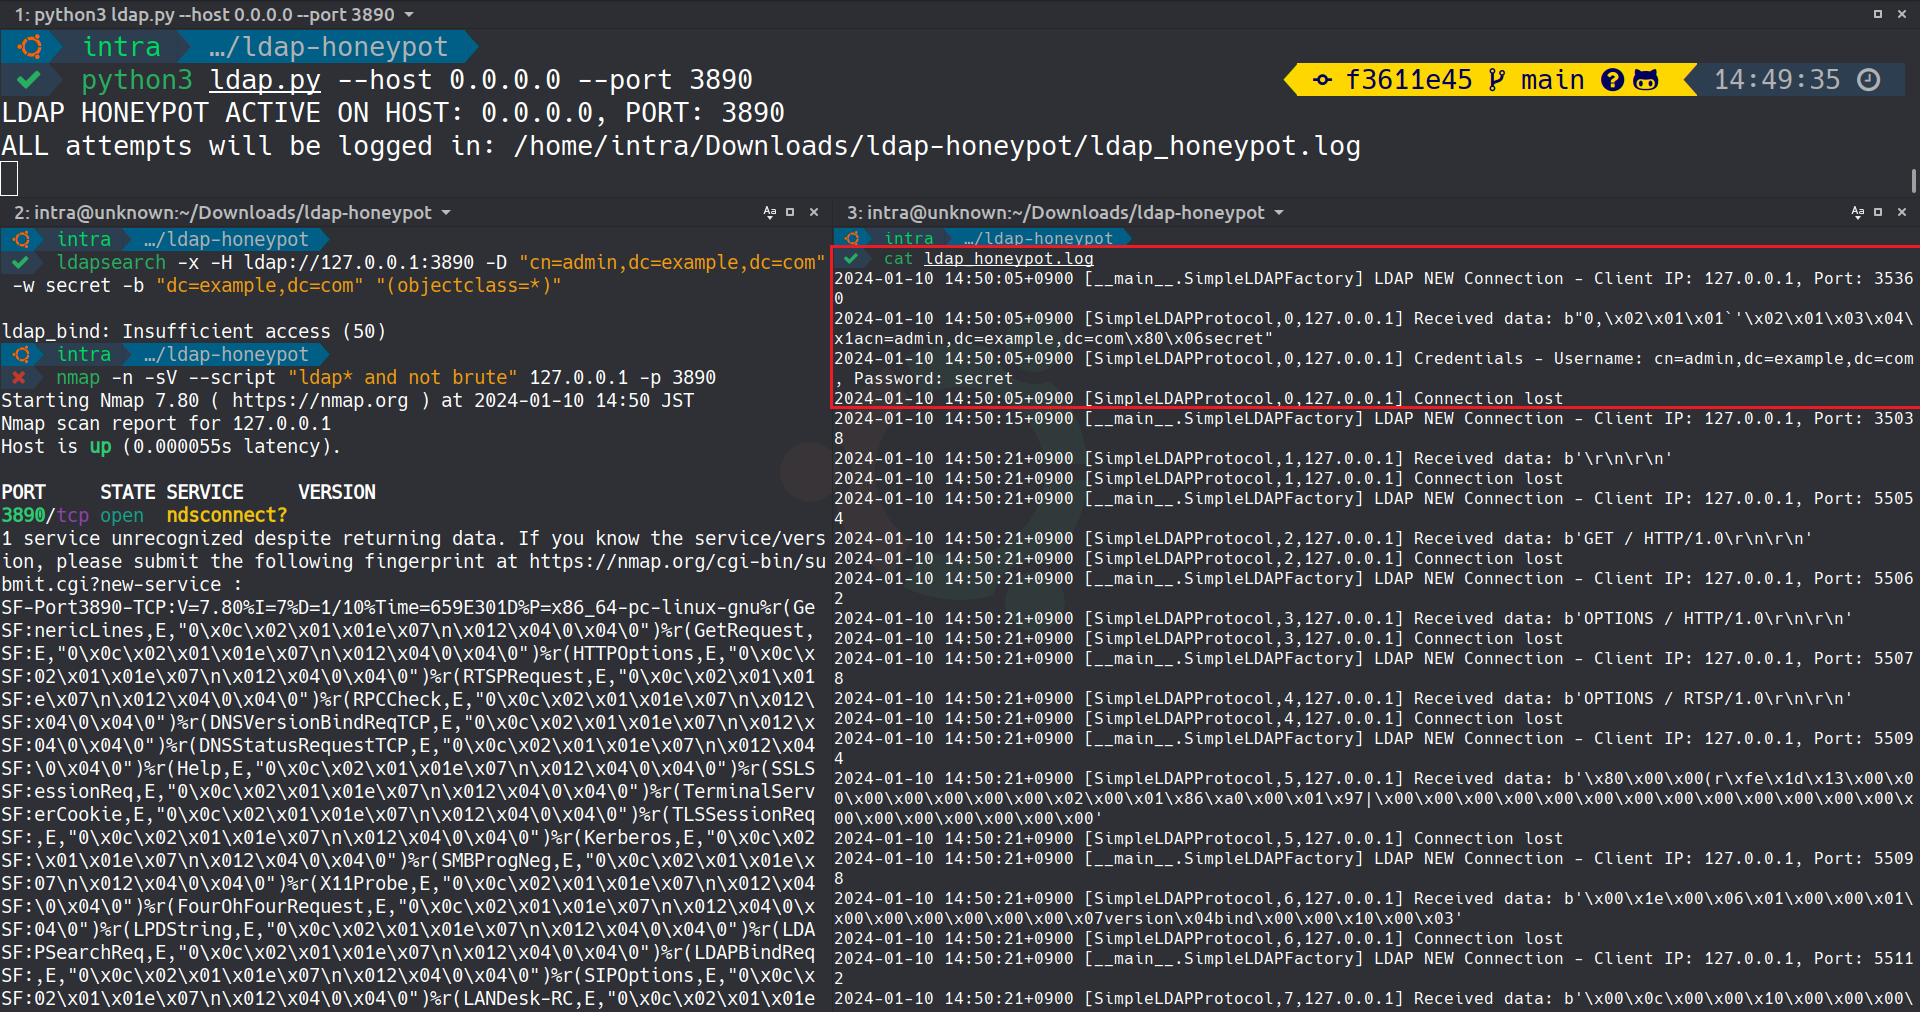 1: python3 ldap.py --host 0.0.0.0 --port 3890
intra …/ldap-honeypot
python3 ldap.py --host 0.0.0.0 --port 3890 f3611e45 main 14:49:35
LDAP HONEYPOT ACTIVE ON HOST: 0.0.0.0, PORT: 3890
ALL attempts will be logged in: /home/intra/Downloads/ldap-honeypot/ldap_honeypot.log
2: intra@unknown:~/Downloads/ldap-honeypot
intra …/ldap-honeypot
ldapsearch -x -H ldap://127.0.0.1:3890 -D "cn=admin,dc=example,dc=com"
-w secret -b "dc=example,dc=com" "(objectclass=*)"
ldap_bind: Insufficient access (50)
intra …/ldap-honeypot
nmap -n -sV --script "ldap* and not brute" 127.0.0.1 -p 3890
Starting Nmap 7.80 ( https://nmap.org ) at 2024-01-10 14:50 JST
Nmap scan report for 127.0.0.1
Host is up (0.000055s latency).
PORT STATE SERVICE VERSION
3890/tcp open ndsconnect?
1 service unrecognized despite returning data. If you know the service/vers
ion, please submit the following fingerprint at https://nmap.org/cgi-bin/su
bmit.cgi?new-service :
SF-Port3890-TCP:V=7.80%I=7%D=1/10%Time=659E301D%P=x86_64-pc-linux-gnu%r(Ge
SF:nericLines,E,"0\x0c\x02\x01\x01e\x07\n\x012\x04\0\x04\0")%r(GetRequest,
SF:E,"0\x0c\x02\x01\x01e\x07\n\x012\x04\0\x04\0")%r(HTTPOptions,E,"0\x0c\x
SF:02\x01\x01e\x07\n\x012\x04\0\x04\0")%r(RTSPRequest,E,"0\x0c\x02\x01\x01
SF:e\x07\n\x012\x04\0\x04\0")%r(RPCCheck,E,"0\x0c\x02\x01\x01e\x07\n\x012\
SF:x04\0\x04\0")%r(DNSVersionBindReqTCP,E,"0\x0c\x02\x01\x01e\x07\n\x012\x
SF:04\0\x04\0")%r(DNSStatusRequestTCP,E,"0\x0c\x02\x01\x01e\x07\n\x012\x04
SF:\0\x04\0")%r(Help,E,"0\x0c\x02\x01\x01e\x07\n\x012\x04\0\x04\0")%r(SSLS
SF:essionReq,E,"0\x0c\x02\x01\x01e\x07\n\x012\x04\0\x04\0")%r(TerminalServ
SF:erCookie,E,"0\x0c\x02\x01\x01e\x07\n\x012\x04\0\x04\0")%r(TLSSessionReq
SF:,E,"0\x0c\x02\x01\x01e\x07\n\x012\x04\0\x04\0")%r(Kerberos,E,"0\x0c\x02
SF:\x01\x01e\x07\n\x012\x04\0\x04\0")%r(SMBProgNeg,E,"0\x0c\x02\x01\x01e\x
SF:07\n\x012\x04\0\x04\0")%r(X11Probe,E,"0\x0c\x02\x01\x01e\x07\n\x012\x04
SF:\0\x04\0")%r(FourOhFourRequest,E,"0\x0c\x02\x01\x01e\x07\n\x012\x04\0\x
SF:04\0")%r(LPDString,E,"0\x0c\x02\x01\x01e\x07\n\x012\x04\0\x04\0")%r(LDA
SF:PSearchReq,E,"0\x0c\x02\x01\x01e\x07\n\x012\x04\0\x04\0")%r(LDAPBindReq
SF:,E,"0\x0c\x02\x01\x01e\x07\n\x012\x04\0\x04\0")%r(SIPOptions,E,"0\x0c\x
SF:02\x01\x01e\x07\n\x012\x04\0\x04\0")%r(LANDesk-RC,E,"0\x0c\x02\x01\x01e
3: intra@unknown:~/Downloads/ldap-honeypot
intra …/ldap-honeypot
cat ldap_honeypot.log
2024-01-10 14:50:05+0900 [__main__.SimpleLDAPFactory] LDAP NEW Connection - Client IP: 127.0.0.1, Port: 3536
0
2024-01-10 14:50:05+0900 [SimpleLDAPProtocol,0,127.0.0.1] Received data: b"0,\x02\x01\x01`'\x02\x01\x03\x04\
x1acn=admin,dc=example,dc=com\x80\x06secret"
2024-01-10 14:50:05+0900 [SimpleLDAPProtocol,0,127.0.0.1] Credentials - Username: cn=admin,dc=example,dc=com
, Password: secret
2024-01-10 14:50:05+0900 [SimpleLDAPProtocol,0,127.0.0.1] Connection lost
2024-01-10 14:50:15+0900 [__main__.SimpleLDAPFactory] LDAP NEW Connection - Client IP: 127.0.0.1, Port: 3503
8
2024-01-10 14:50:21+0900 [SimpleLDAPProtocol,1,127.0.0.1] Received data: b'\r\n\r\n'
2024-01-10 14:50:21+0900 [SimpleLDAPProtocol,1,127.0.0.1] Connection lost
2024-01-10 14:50:21+0900 [__main__.SimpleLDAPFactory] LDAP NEW Connection - Client IP: 127.0.0.1, Port: 5505
4
2024-01-10 14:50:21+0900 [SimpleLDAPProtocol,2,127.0.0.1] Received data: b'GET / HTTP/1.0\r\n\r\n'
2024-01-10 14:50:21+0900 [SimpleLDAPProtocol,2,127.0.0.1] Connection lost
2024-01-10 14:50:21+0900 [__main__.SimpleLDAPFactory] LDAP NEW Connection - Client IP: 127.0.0.1, Port: 5506
2
2024-01-10 14:50:21+0900 [SimpleLDAPProtocol,3,127.0.0.1] Received data: b'OPTIONS / HTTP/1.0\r\n\r\n'
2024-01-10 14:50:21+0900 [SimpleLDAPProtocol,3,127.0.0.1] Connection lost
2024-01-10 14:50:21+0900 [__main__.SimpleLDAPFactory] LDAP NEW Connection - Client IP: 127.0.0.1, Port: 5507
8
2024-01-10 14:50:21+0900 [SimpleLDAPProtocol,4,127.0.0.1] Received data: b'OPTIONS / RTSP/1.0\r\n\r\n'
2024-01-10 14:50:21+0900 [SimpleLDAPProtocol,4,127.0.0.1] Connection lost
2024-01-10 14:50:21+0900 [__main__.SimpleLDAPFactory] LDAP NEW Connection - Client IP: 127.0.0.1, Port: 5509
4
2024-01-10 14:50:21+0900 [SimpleLDAPProtocol,5,127.0.0.1] Received data: b'\x80\x00\x00(r\xfe\x1d\x13\x00\x0
0\x00\x00\x00\x00\x00\x02\x00\x01\x86\xa0\x00\x01\x97|\x00\x00\x00\x00\x00\x00\x00\x00\x00\x00\x00\x00\x00\x
00\x00\x00\x00\x00\x00\x00'
2024-01-10 14:50:21+0900 [SimpleLDAPProtocol,5,127.0.0.1] Connection lost
2024-01-10 14:50:21+0900 [__main__.SimpleLDAPFactory] LDAP NEW Connection - Client IP: 127.0.0.1, Port: 5509
8
2024-01-10 14:50:21+0900 [SimpleLDAPProtocol,6,127.0.0.1] Received data: b'\x00\x1e\x00\x06\x01\x00\x00\x01\
x00\x00\x00\x00\x00\x00\x07version\x04bind\x00\x00\x10\x00\x03'
2024-01-10 14:50:21+0900 [SimpleLDAPProtocol,6,127.0.0.1] Connection lost
2024-01-10 14:50:21+0900 [__main__.SimpleLDAPFactory] LDAP NEW Connection - Client IP: 127.0.0.1, Port: 5511
2
2024-01-10 14:50:21+0900 [SimpleLDAPProtocol,7,127.0.0.1] Received data: b'\x00\x0c\x00\x00\x10\x00\x00\x00\